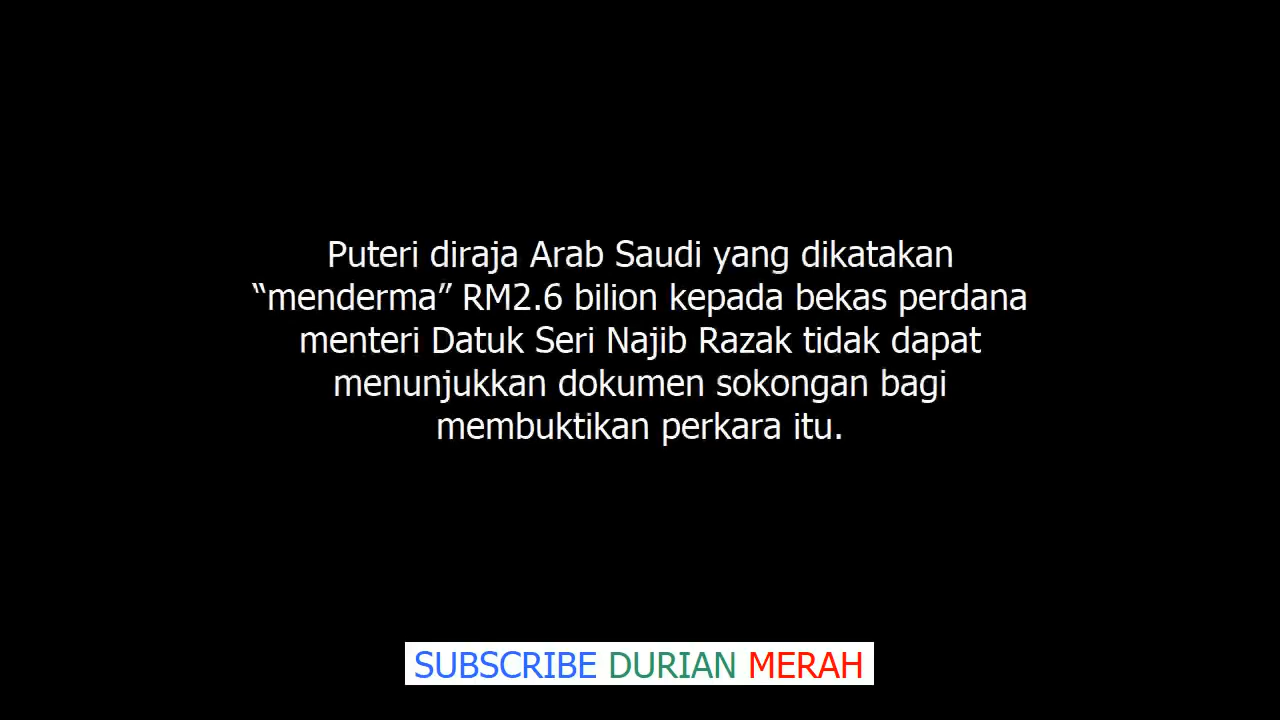 Puteri diraja Arab Saudi yang dikatakan
“menderma” RM2.6 bilion kepada bekas perdana
menteri Datuk Seri Najib Razak tidak dapat
menunjukkan dokumen sokongan bagi
membuktikan perkara itu.
SUBSCRIBE DURIAN MERAH